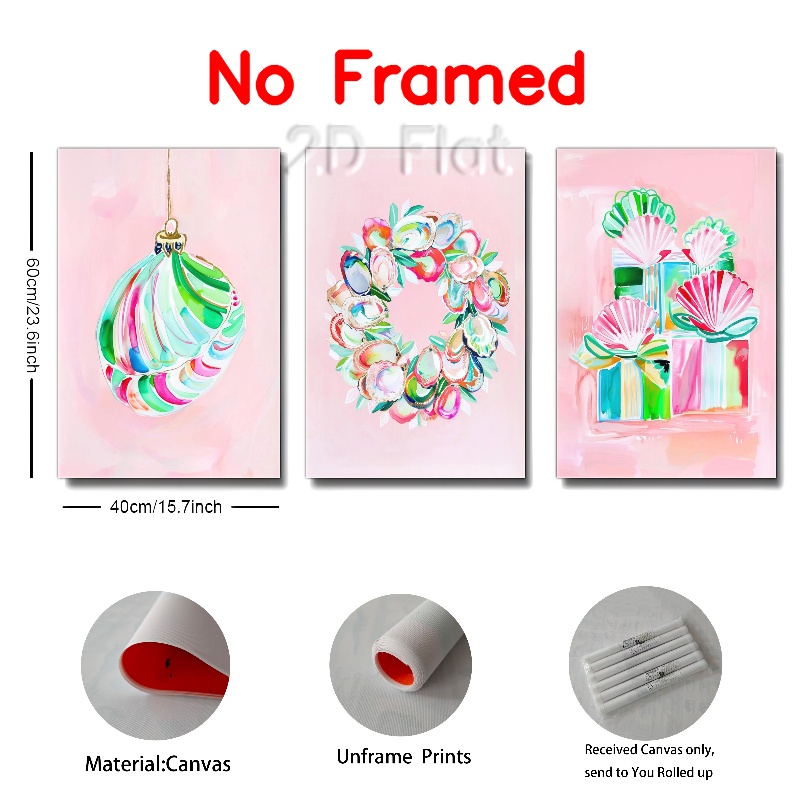 No Framed
2.D Flat.
60cm/23.6inch
40cm/15.7inch
Material:Canvas
Unframe Prints
Received Canvas only,
send to You Rolled up